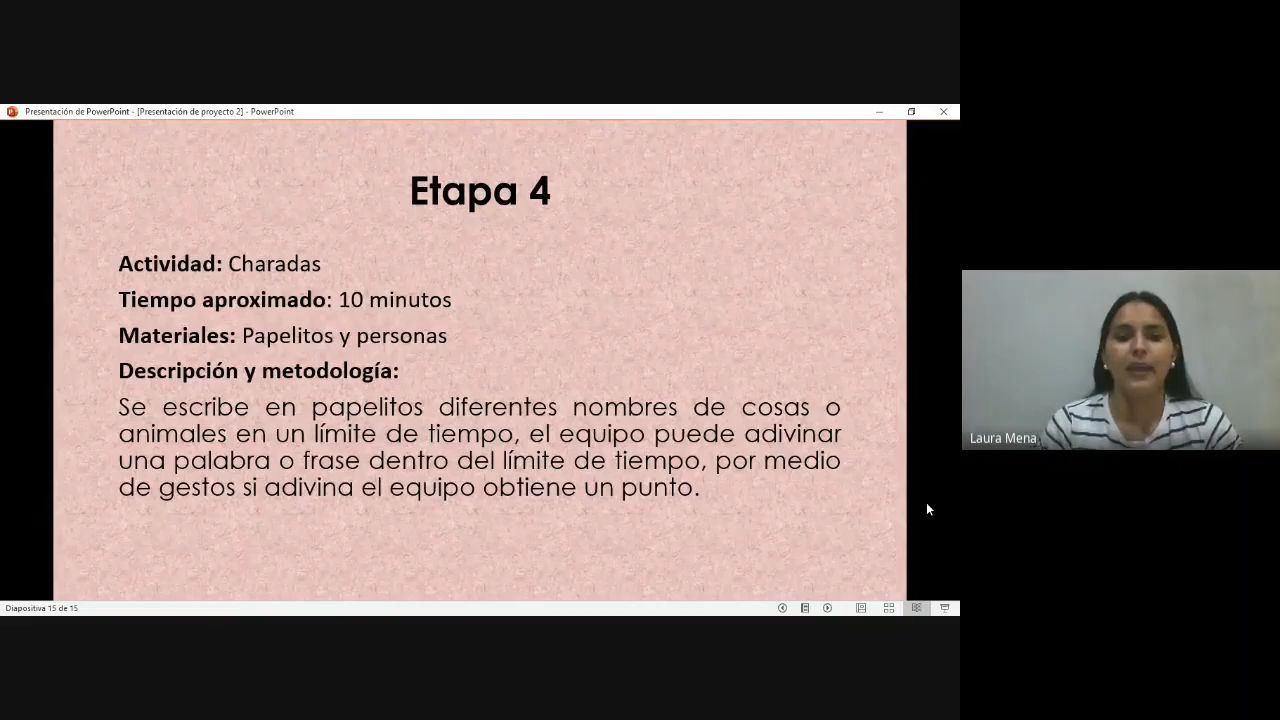 Presentación de PowerPoint - [Presentación de proyecto 2] - PowerPoint
Etapa 4
Actividad: Charadas
Tiempo aproximado: 10 minutos
Materiales: Papelitos y personas
Descripción y metodología:
Se escribe en papelitos diferentes nombres de cosas o
animales en un límite de tiempo, el equipo puede adivinar
una palabra o frase dentro del límite de tiempo, por medio
de gestos si adivina el equipo obtiene un punto.
Laura Mena
Diapositiva 15 de 15